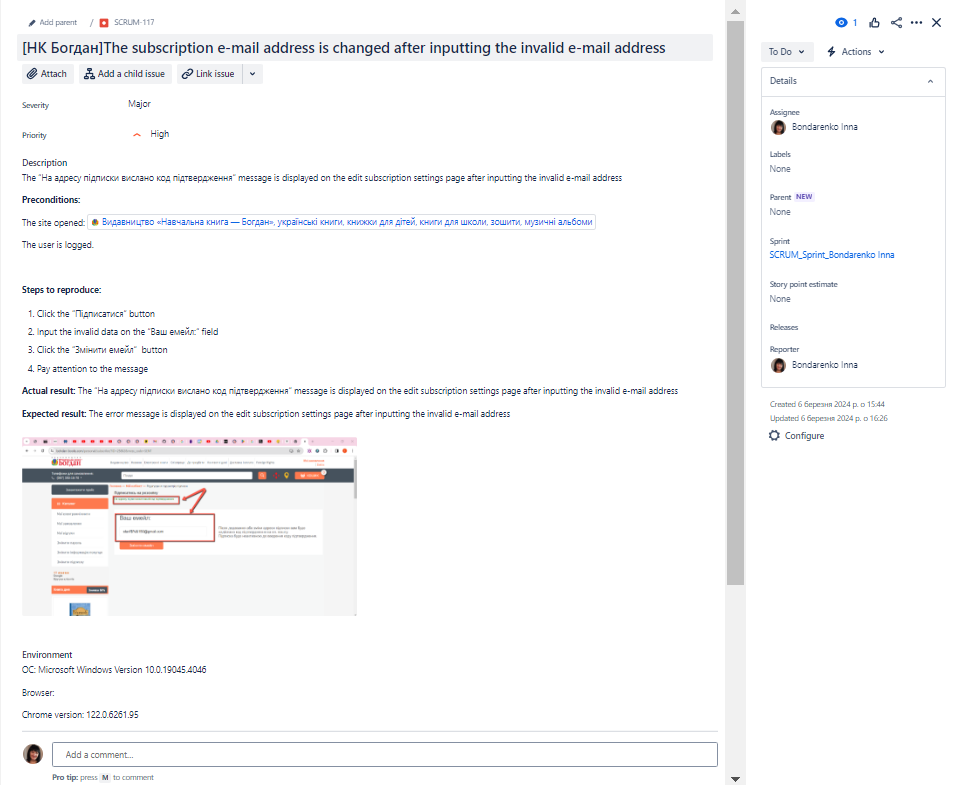 Add parent / SCRUM-117
1
[НК Богдан]The subscription e-mail address is changed after inputting the invalid e-mail address
Attach Add a child issue Link issue
Severity Major
Priority High
Description
The "На адресу підписки вислано код підтвердження" message is displayed on the edit subscription settings page after inputting the invalid e-mail address
Preconditions:
The site opened: Видавництво «Навчальна книга — Богдан», українські книги, книжки для дітей, книги для школи, зошити, музичні альбоми
The user is logged.
Steps to reproduce:
1. Click the "Підписатися" button
2. Input the invalid data on the "Ваш емейл:" field
3. Click the "Змінити емейл" button
4. Pay attention to the message
Actual result: The "На адресу підписки вислано код підтвердження" message is displayed on the edit subscription settings page after inputting the invalid e-mail address
Expected result: The error message is displayed on the edit subscription settings page after inputting the invalid e-mail address
БОГДАН
Ваш емейл:
Environment
ОС: Microsoft Windows Version 10.0.19045.4046
Browser:
Chrome version: 122.0.6261.95
Add a comment...
Pro tip: press M to comment
To Do Actions
Details
Assignee
Bondarenko Inna
Labels
None
Parent NEW
None
Sprint
SCRUM_Sprint_Bondarenko Inna
Story point estimate
None
Releases
Reporter
Bondarenko Inna
Created 6 березня 2024 р. о 15:44
Updated 6 березня 2024 р. о 16:26
Configure